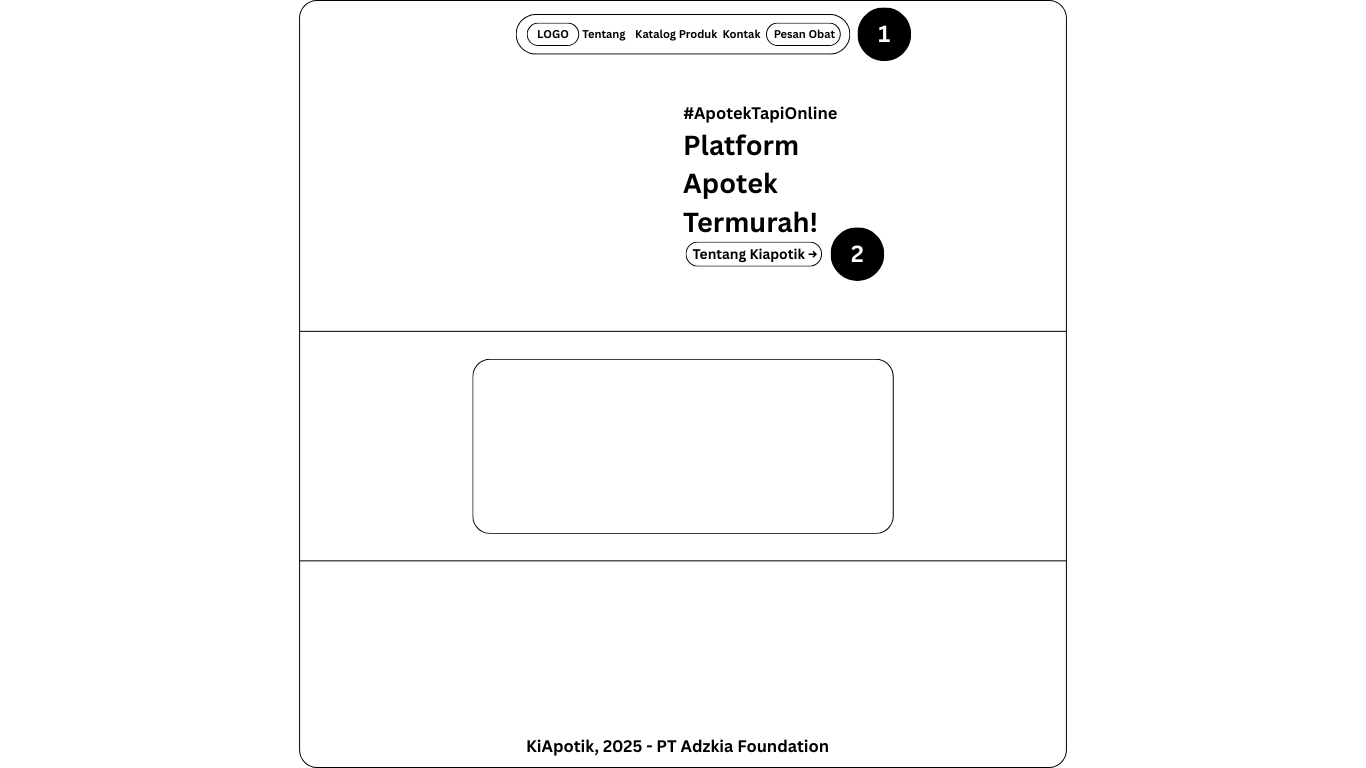 LOGO Tentang Katalog Produk Kontak Pesan Obat 1
#ApotekTapiOnline
Platform
Apotek
Termurah!
Tentang Kiapotik → 2
KiApotik, 2025 - PT Adzkia Foundation